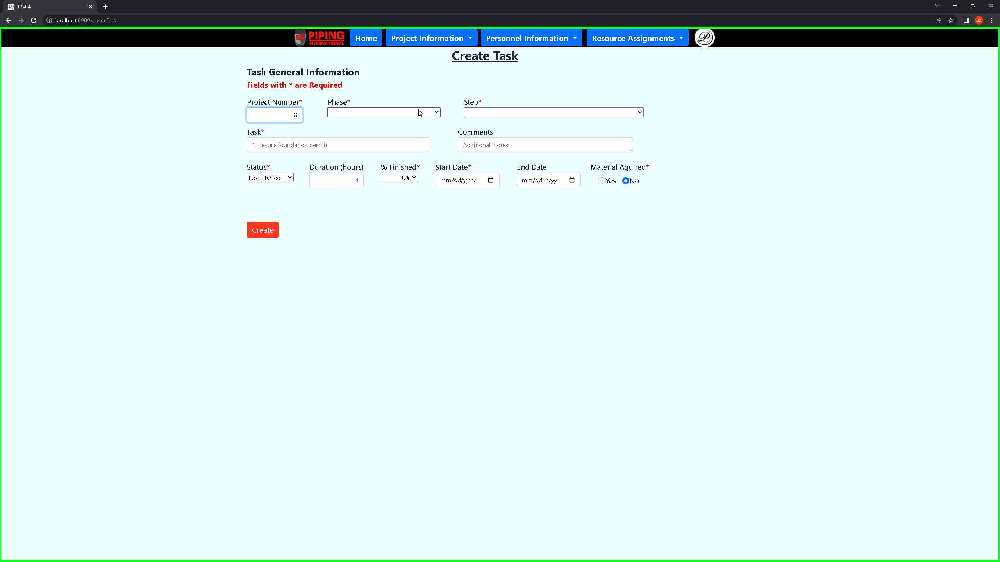 T.A.P.I.
localhost:8080/createTask
JZ
PIPING
INTERNATIONAL
Home
Project Information
Personnel Information
Resource Assignments
Create Task
Task General Information
Fields with * are Required
Project Number* Phase* Step*
8
Task* Comments
1. Secure foundation permit Additional Notes
Status* Duration (hours) % Finished* Start Date* End Date Material Aquired*
Not-Started 4 0% mm/dd/yyyy mm/dd/yyyy Yes No
Create